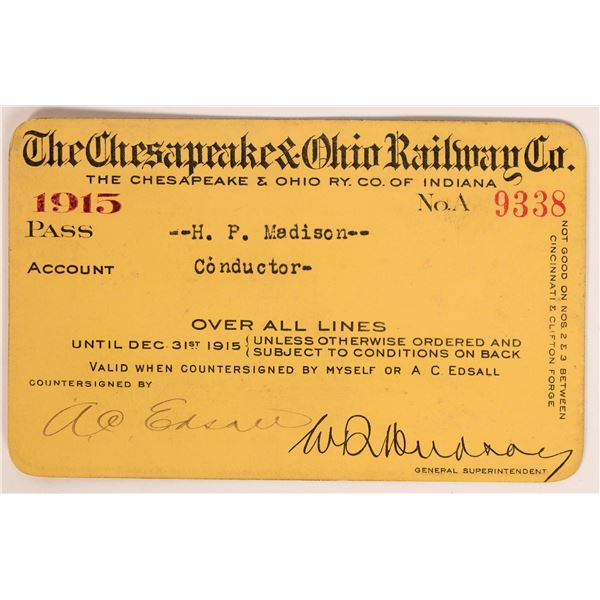 The Chesapeake & Ohio Railway Co.
THE CHESAPEAKE & OHIO RY. CO. OF INDIANA
1915 No. A 9338
PASS --H. P. Madison--
ACCOUNT Conductor-
OVER ALL LINES
UNTIL DEC. 31ST 1915 { UNLESS OTHERWISE ORDERED AND
SUBJECT TO CONDITIONS ON BACK
VALID WHEN COUNTERSIGNED BY MYSELF OR A. C. EDSALL
COUNTERSIGNED BY
A C Edsall
GENERAL SUPERINTENDENT
NOT GOOD ON NOS. 2 & 3 BETWEEN
CINCINNATI & CLIFTON FORGE